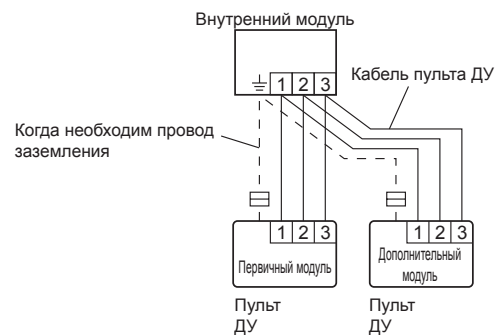 Внутренний модуль
1 2 3
Кабель пульта ДУ
Когда необходим провод
заземления
1 2 3
Первичный модуль
1 2 3
Дополнительный
модуль
Пульт
ДУ
Пульт
ДУ